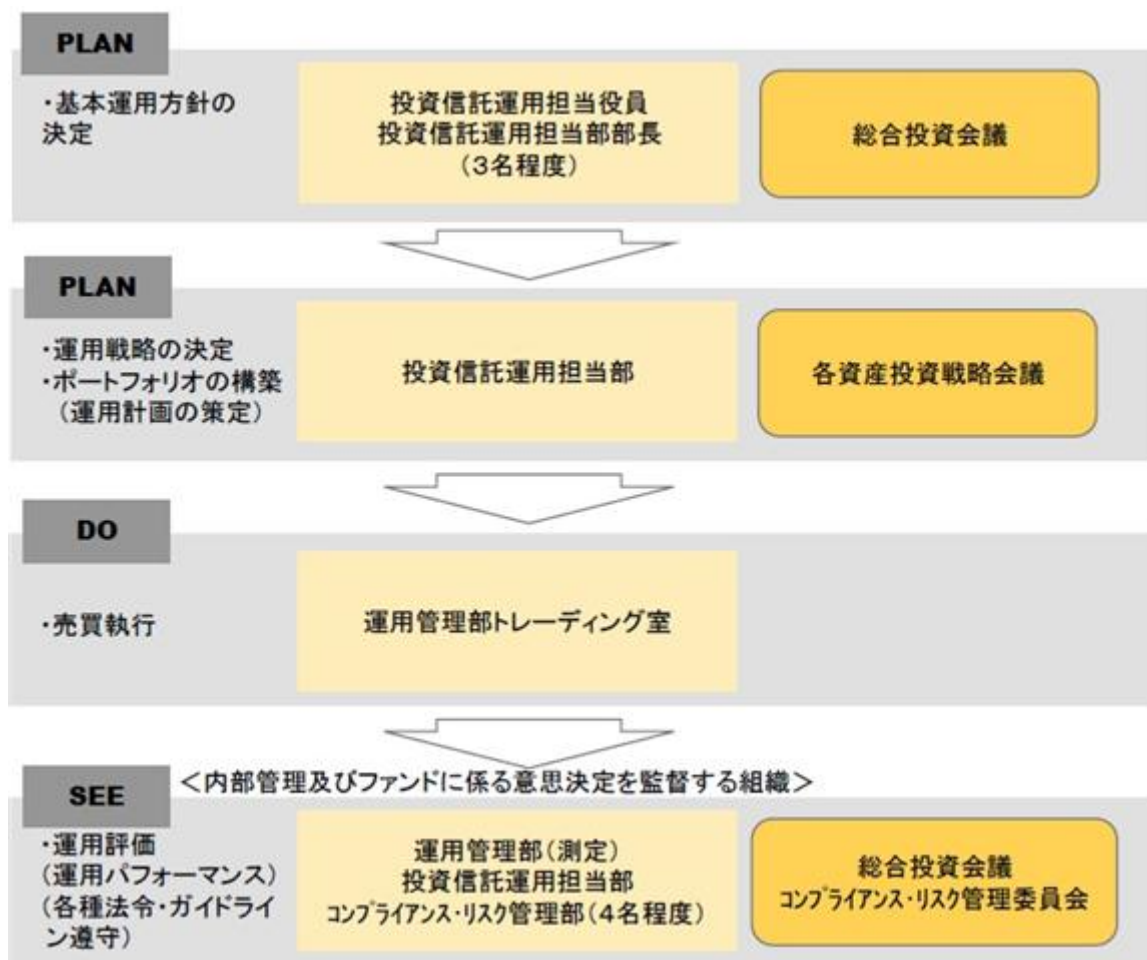 PLAN
・基本運用方針の
決定
投資信託運用担当役員
投資信託運用担当部部長
(3名程度)
総合投資会議
PLAN
・運用戦略の決定
・ポートフォリオの構築
(運用計画の策定)
投資信託運用担当部
各資産投資戦略会議
DO
・売買執行
運用管理部トレーディング室
SEE
<内部管理及びファンドに係る意思決定を監督する組織>
・運用評価
(運用パフォーマンス)
(各種法令・ガイドライ
ン遵守)
運用管理部(測定)
投資信託運用担当部
コンプライアンス・リスク管理部(4名程度)
総合投資会議
コンプライアンス・リスク管理委員会